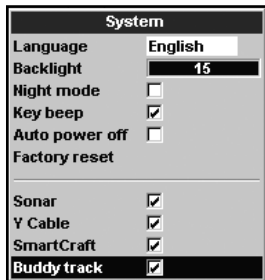 System
Language English
Backlight 15
Night mode
Key beep
Auto power off
Factory reset
Sonar
Y Cable
SmartCraft
Buddy track